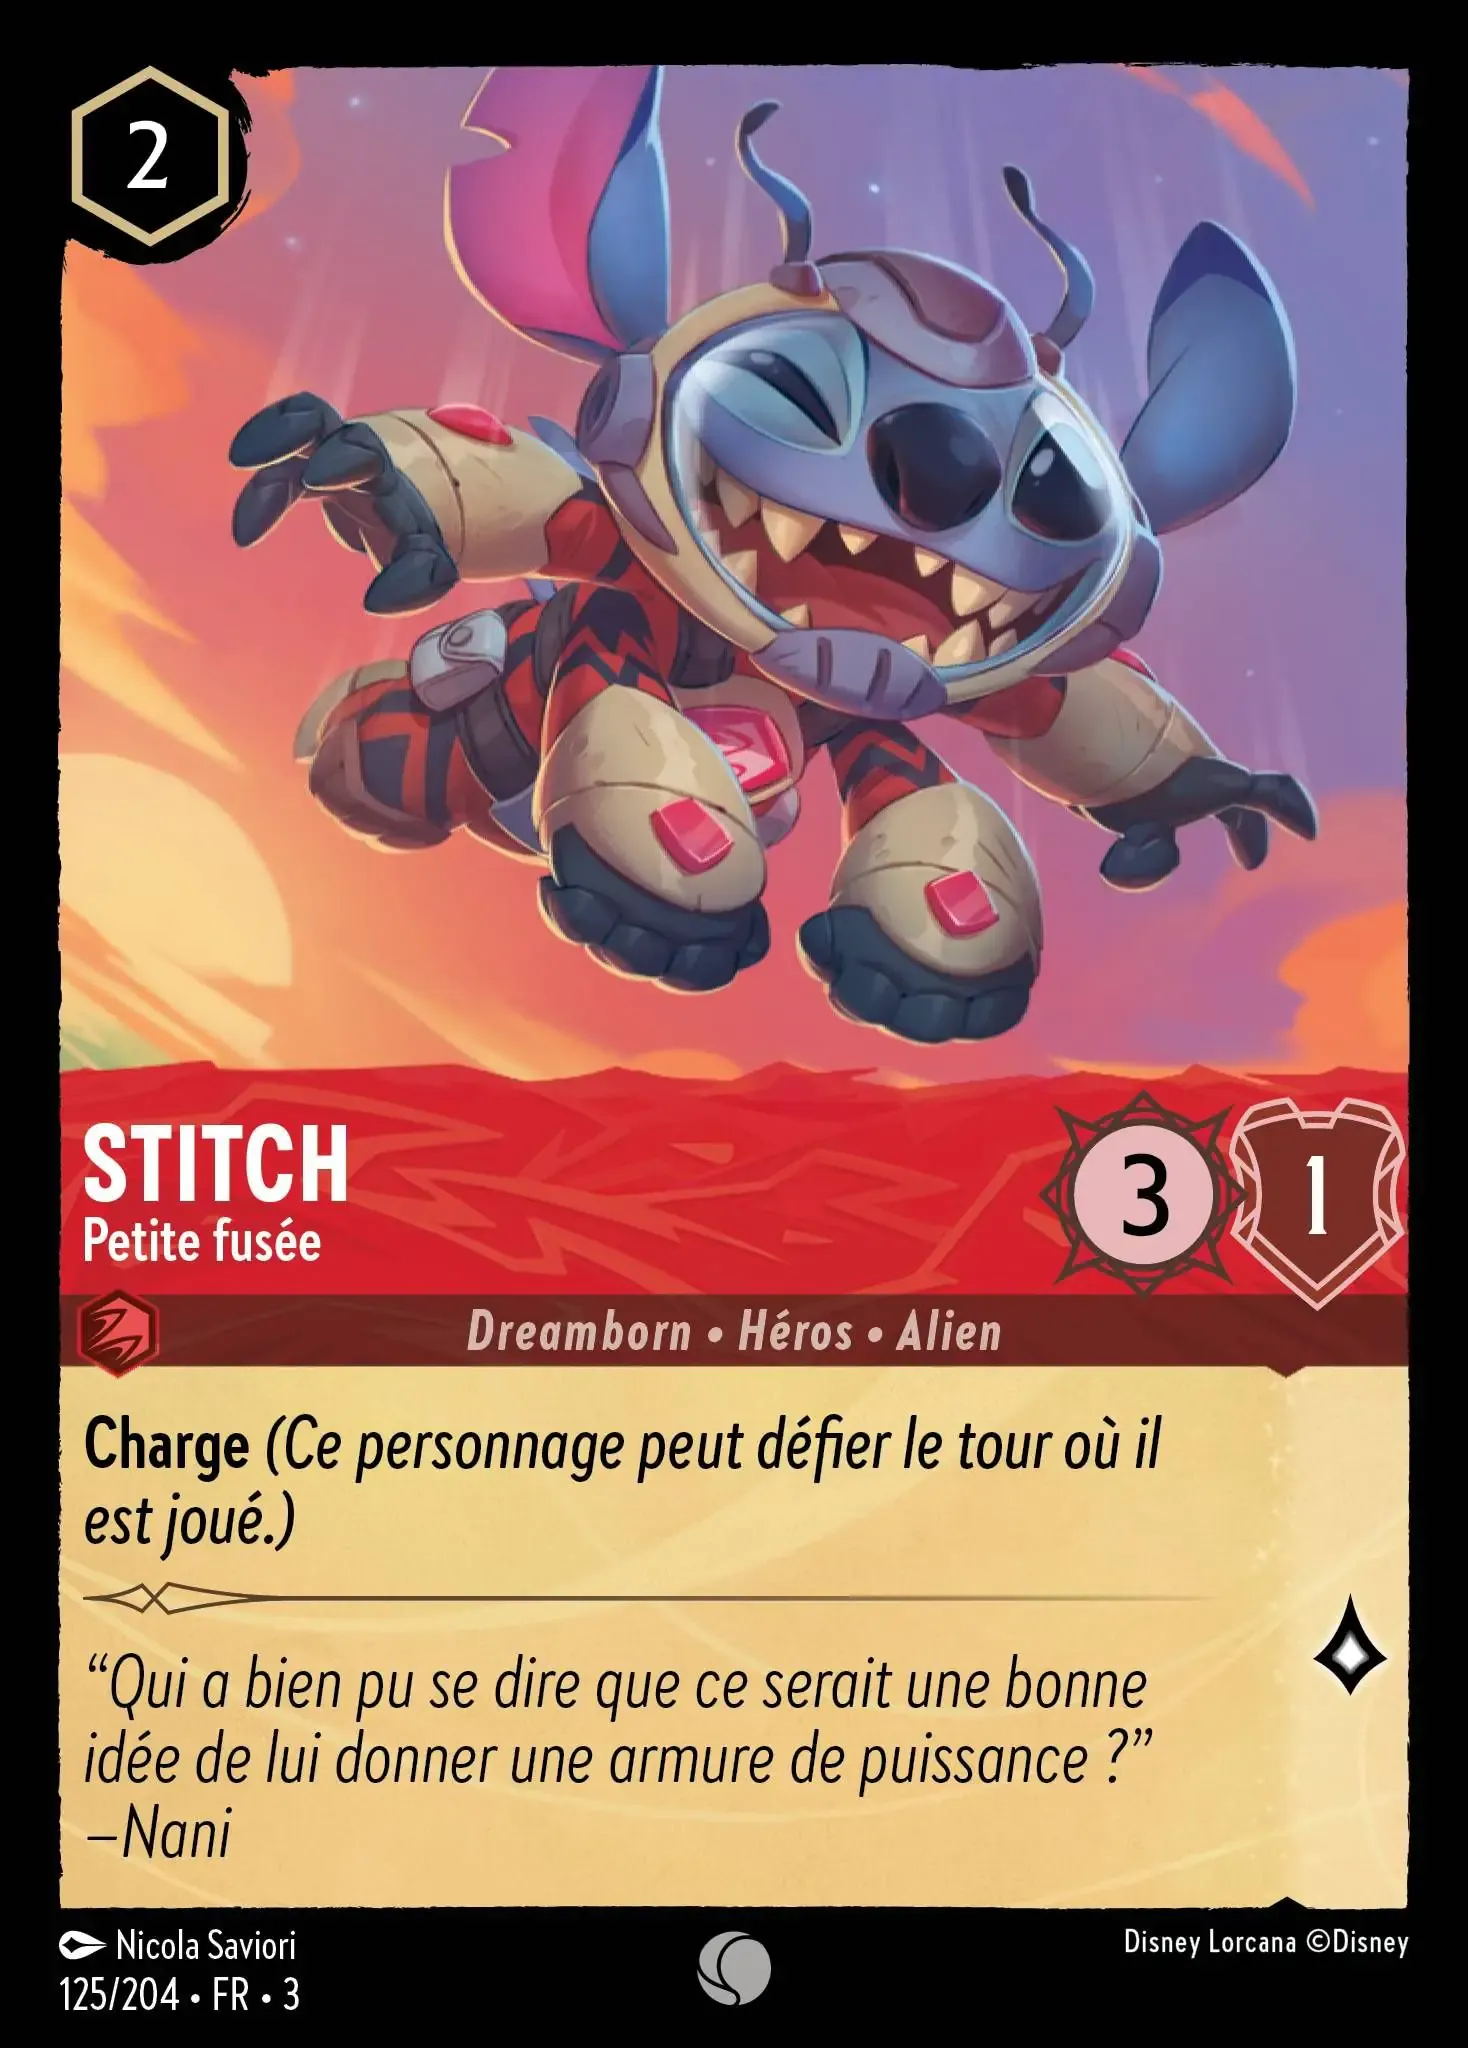 2
STITCH
Petite fusée
3
1
Dreamborn • Héros • Alien
Charge (Ce personnage peut défier le tour où il
est joué.)
“Qui a bien pu se dire que ce serait une bonne
idée de lui donner une armure de puissance ?”
–Nani
Nicola Saviori
Disney Lorcana ©Disney
125/204 • FR • 3